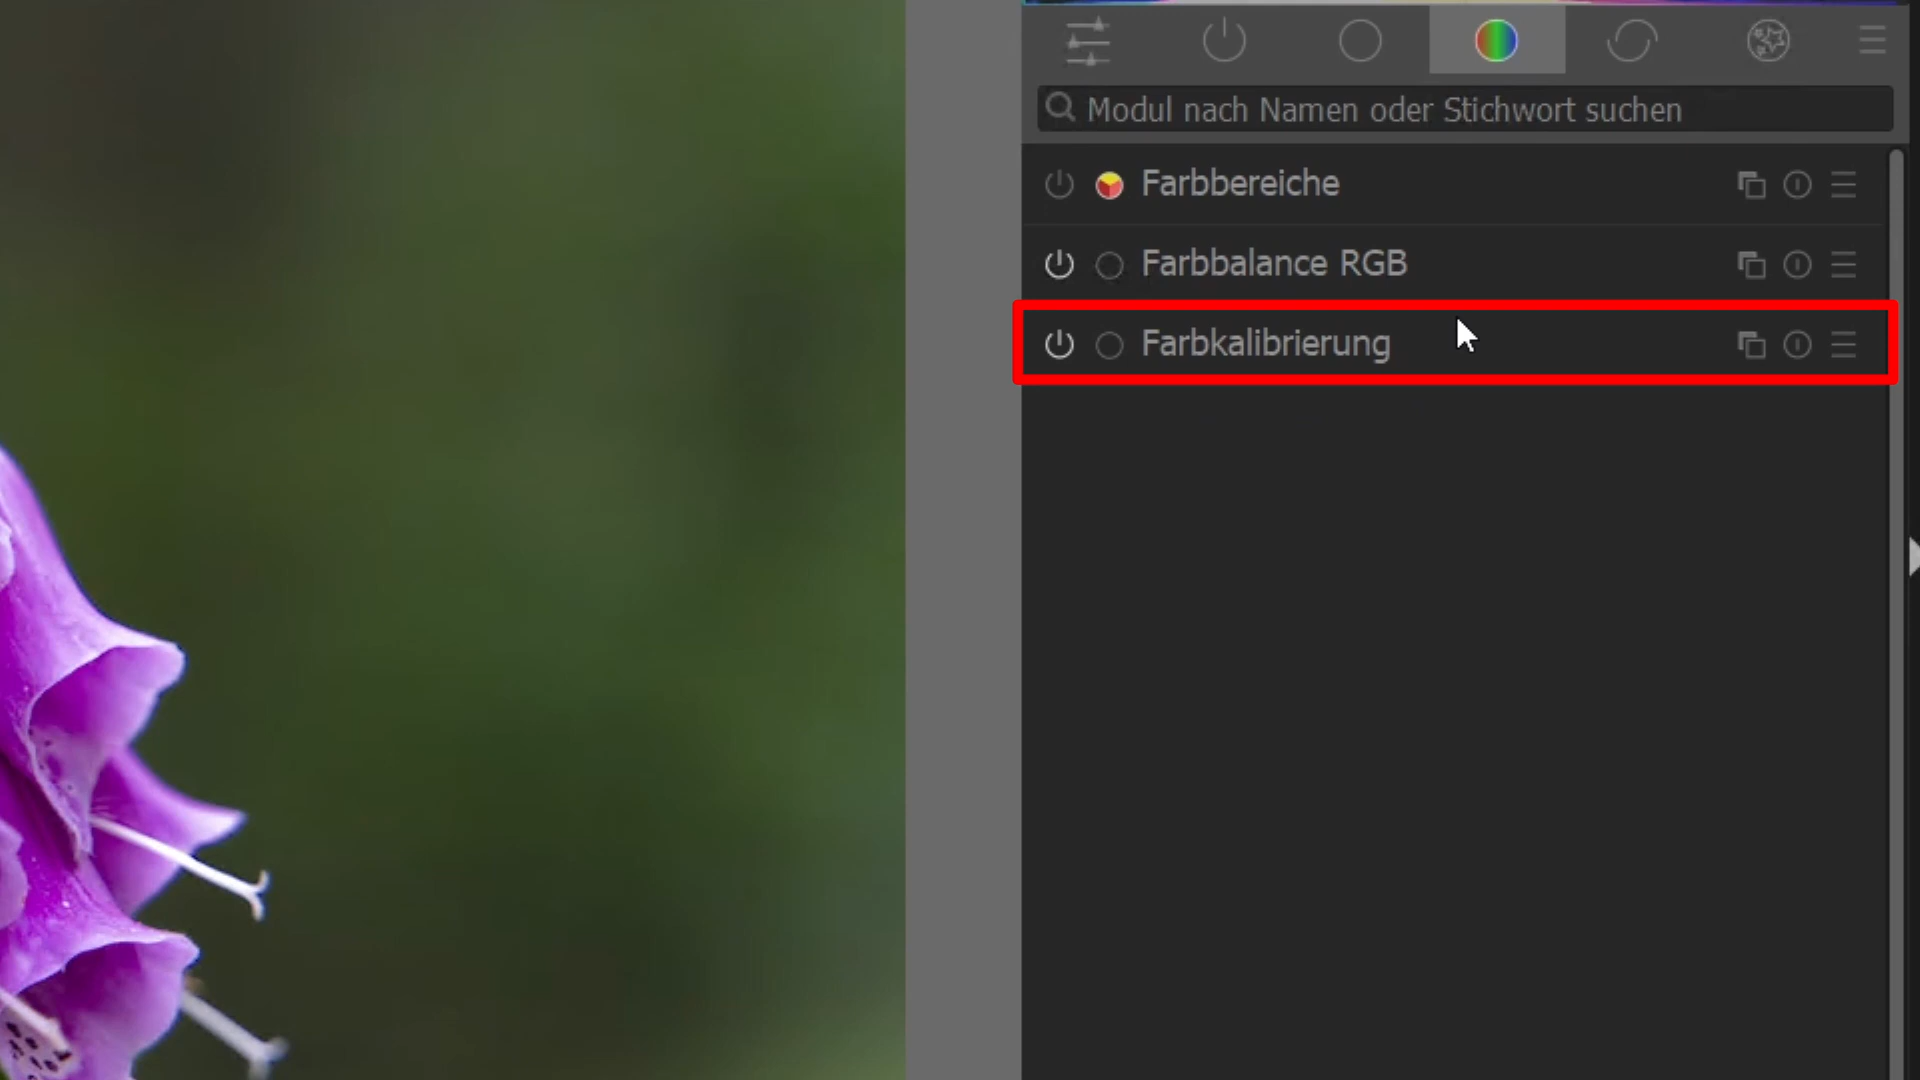 Modul nach Namen oder Stichwort suchen
Farbbereiche
Farbbalance RGB
Farbkalibrierung